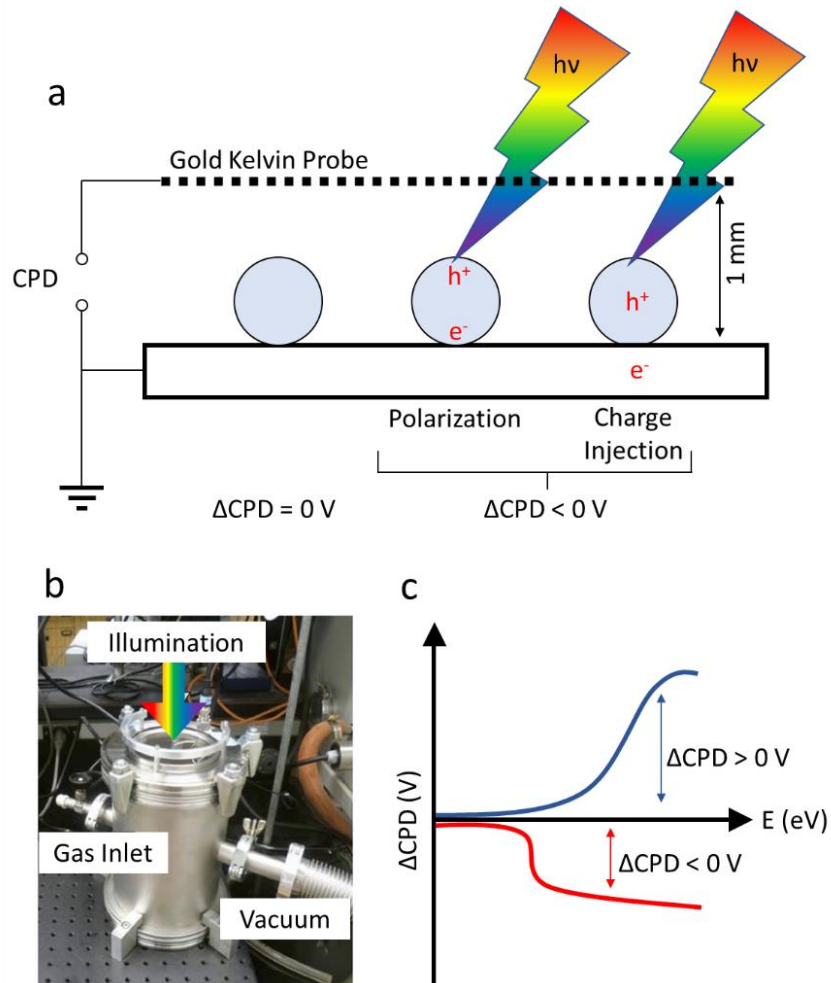 a
hν
hν
Gold Kelvin Probe
CPD
1 mm
h⁺
e⁻
h⁺
e⁻
Polarization
Charge
Injection
ΔCPD = 0 V
ΔCPD < 0 V
b
Illumination
Gas Inlet
Vacuum
c
ΔCPD (V)
ΔCPD > 0 V
E (eV)
ΔCPD < 0 V